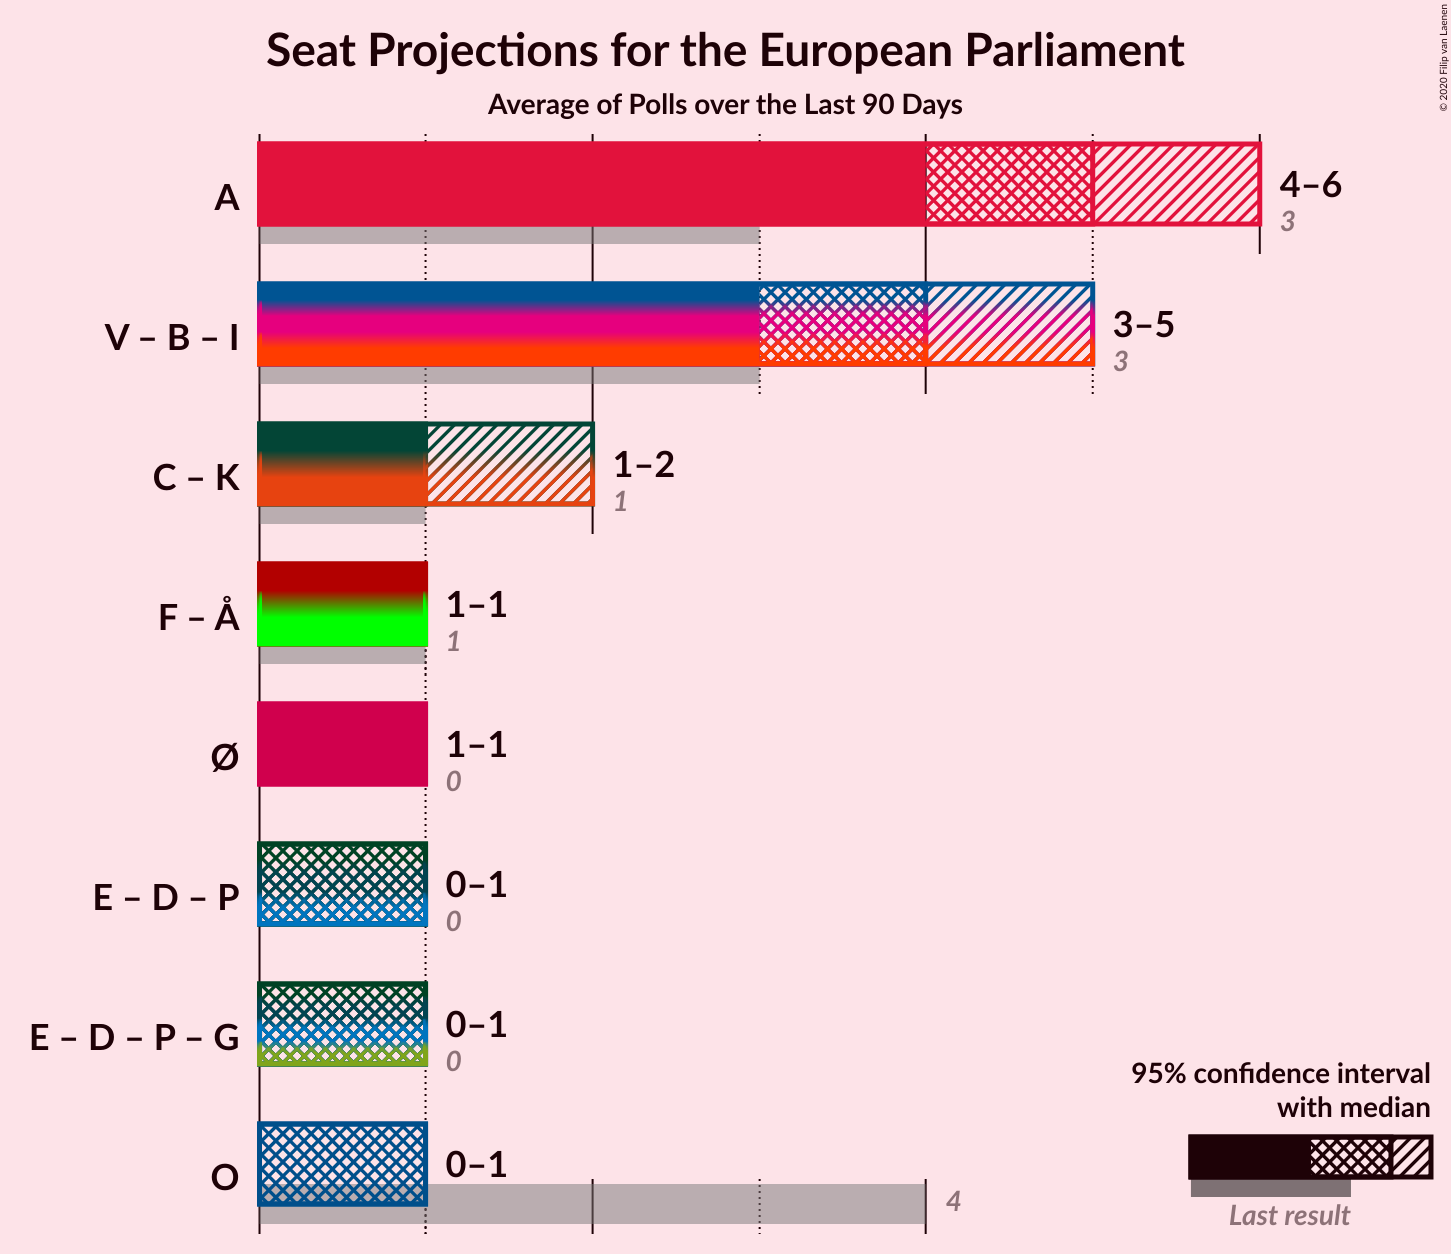 Seat Projections for the European Parliament
Average of Polls over the Last 90 Days
© 2020 Filip van Laenen
A
4–6
3
V – B – I
3–5
3
C – K
1–2
1
F – Å
1–1
1
Ø
1–1
0
E – D – P
0–1
0
E – D – P – G
0–1
0
O
0–1
4
95% confidence interval
with median
Last result